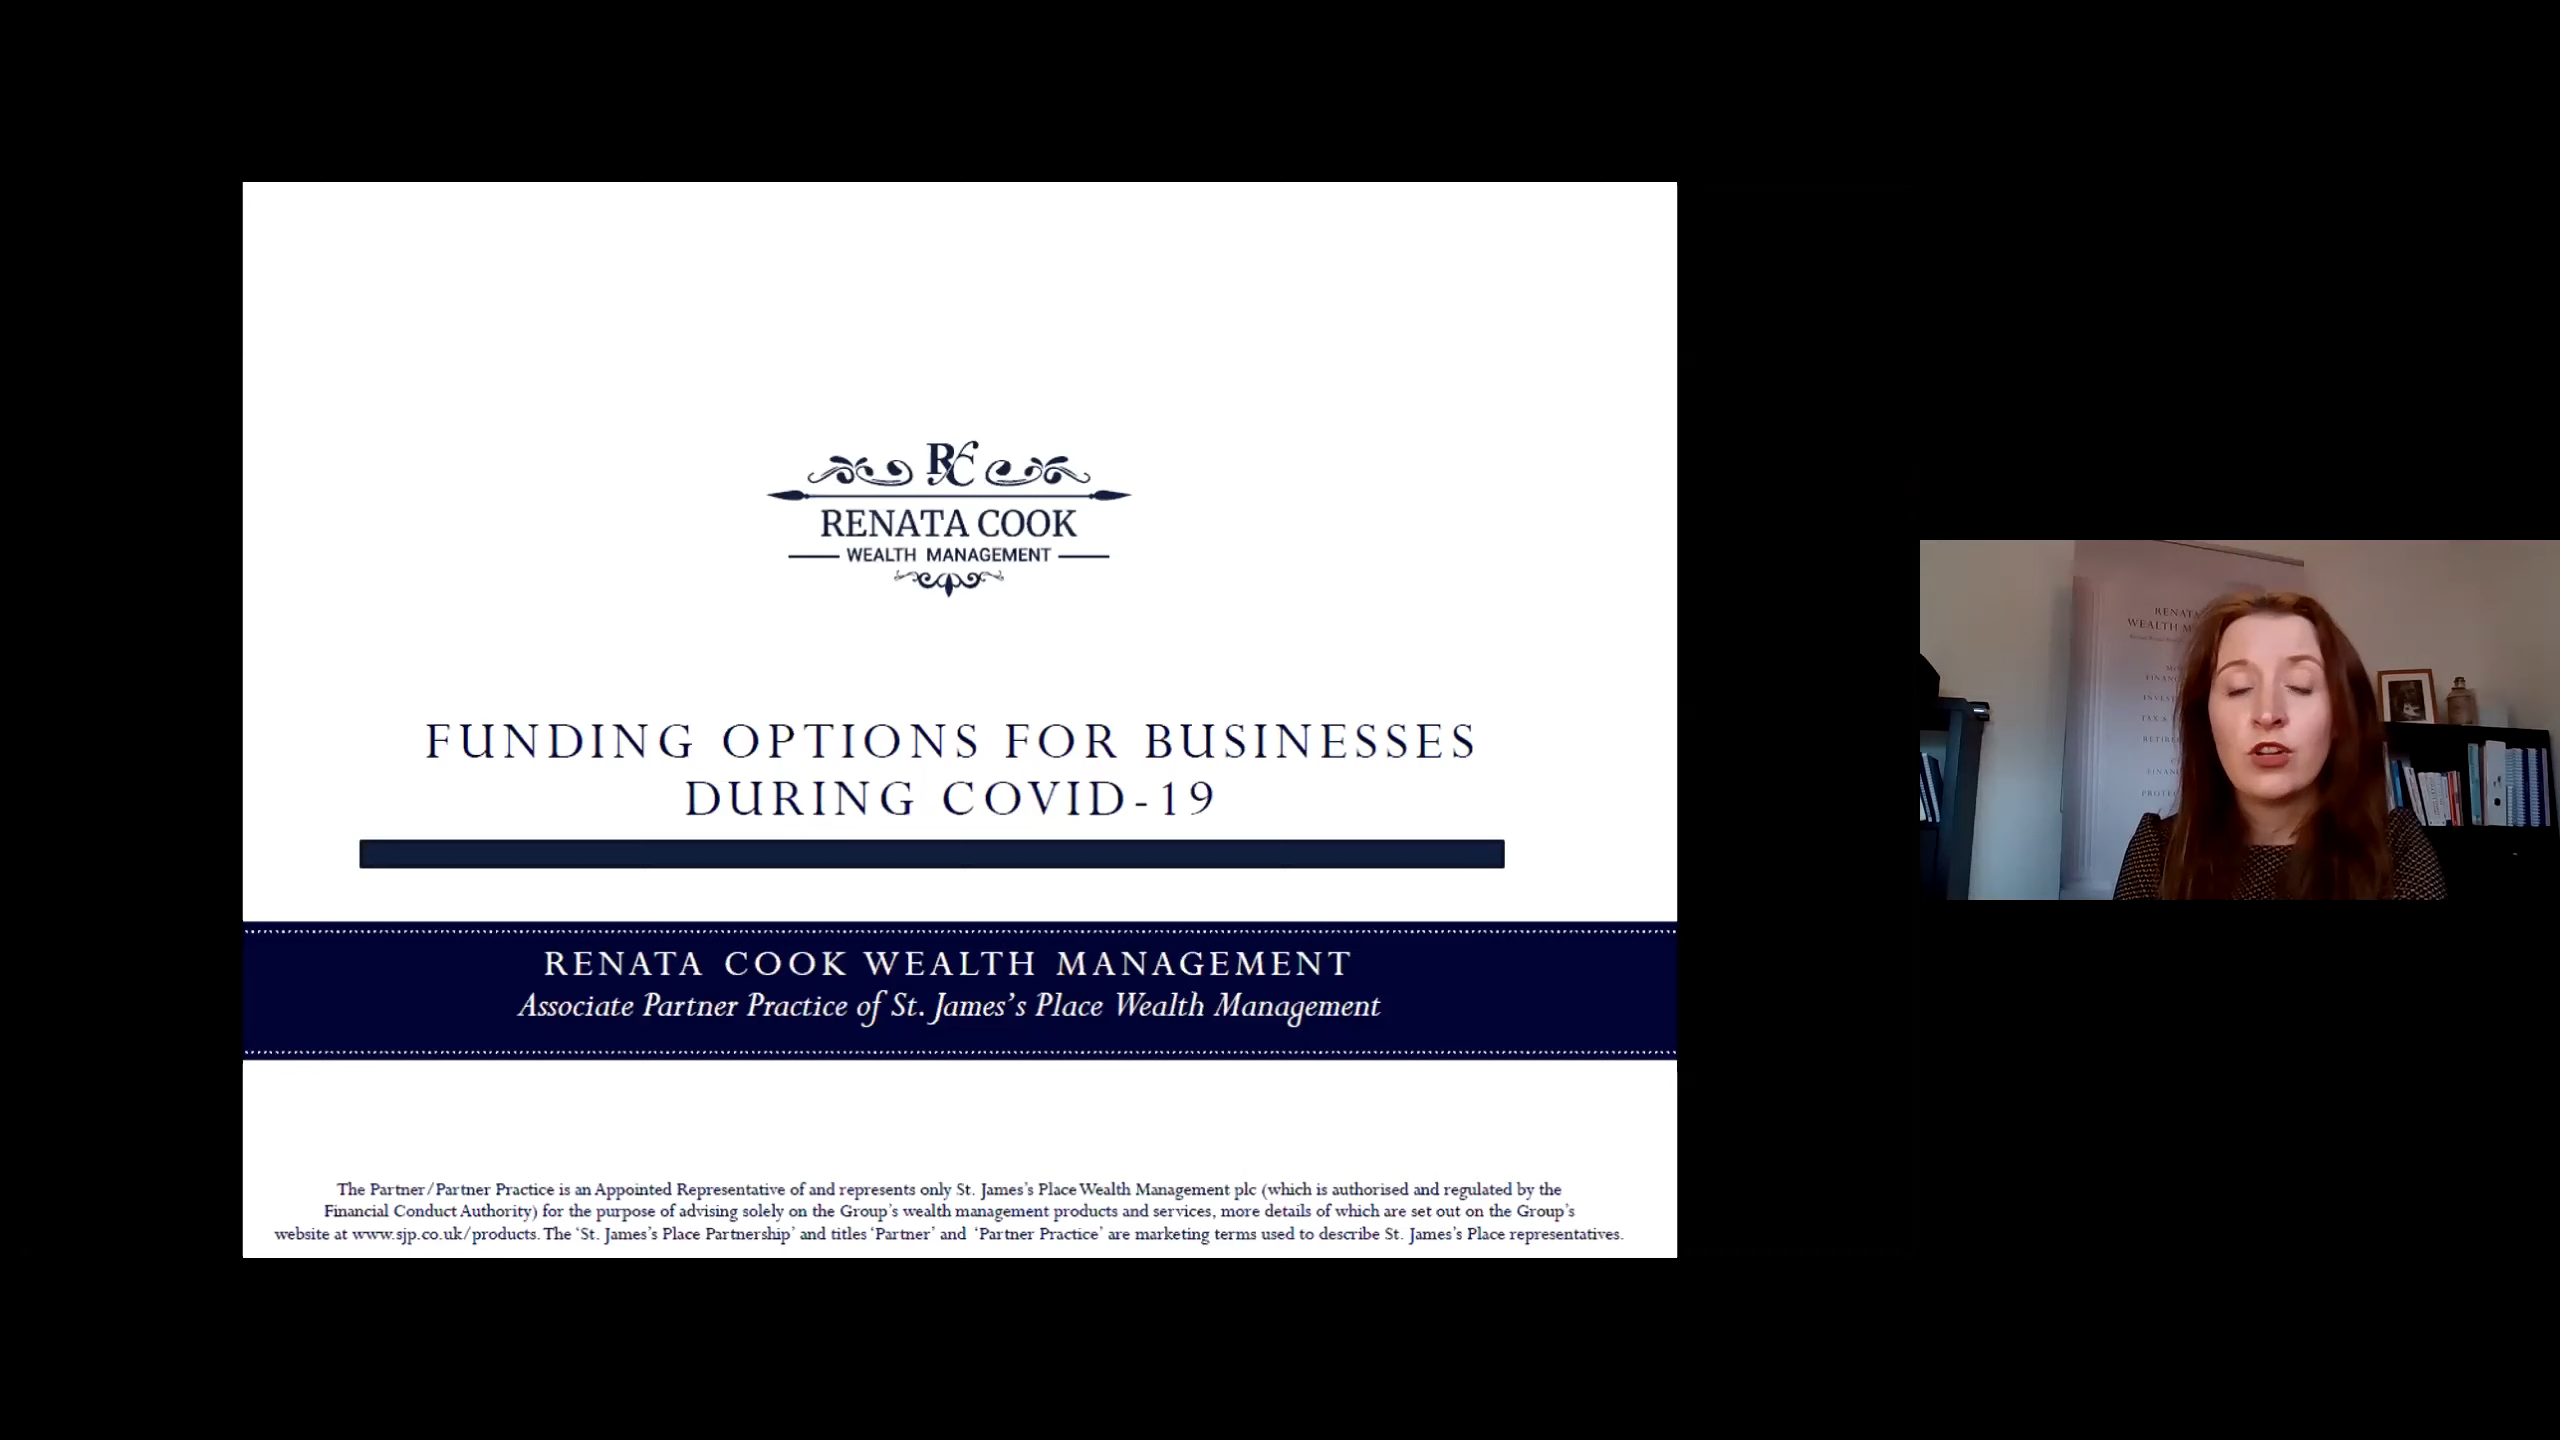 RC
RENATA COOK
WEALTH MANAGEMENT
FUNDING OPTIONS FOR BUSINESSES
DURING COVID-19
RENATA COOK WEALTH MANAGEMENT
Associate Partner Practice of St. James’s Place Wealth Management
The Partner/Partner Practice is an Appointed Representative of and represents only St. James’s Place Wealth Management plc (which is authorised and regulated by the
Financial Conduct Authority) for the purpose of advising solely on the Group’s wealth management products and services, more details of which are set out on the Group’s
website at www.sjp.co.uk/products. The ‘St. James’s Place Partnership’ and titles ‘Partner’ and ‘Partner Practice’ are marketing terms used to describe St. James’s Place representatives.
RENATA
WEALTH M